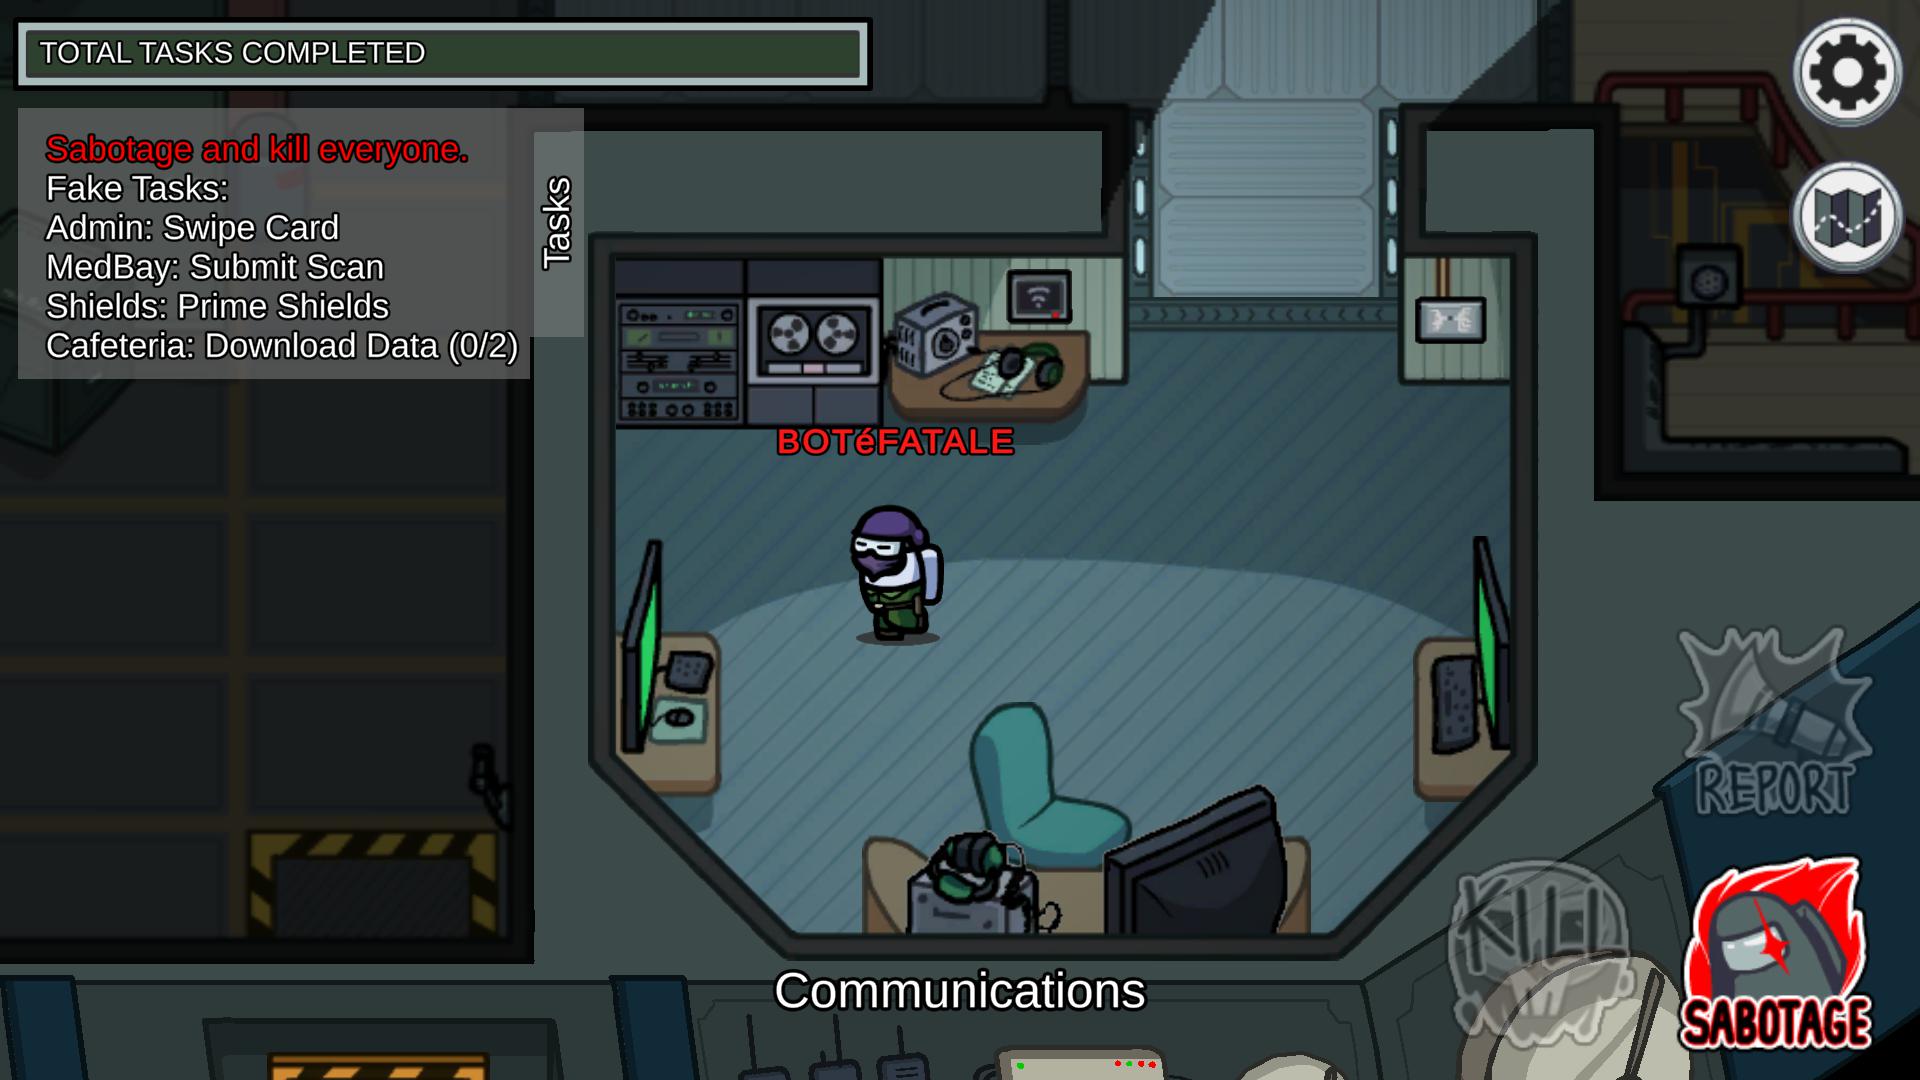 TOTAL TASKS COMPLETED
Sabotage and kill everyone.
Fake Tasks:
Admin: Swipe Card
MedBay: Submit Scan
Shields: Prime Shields
Cafeteria: Download Data (0/2)
Tasks
BOTéFATALE
REPORT
KILL
SABOTAGE
Communications